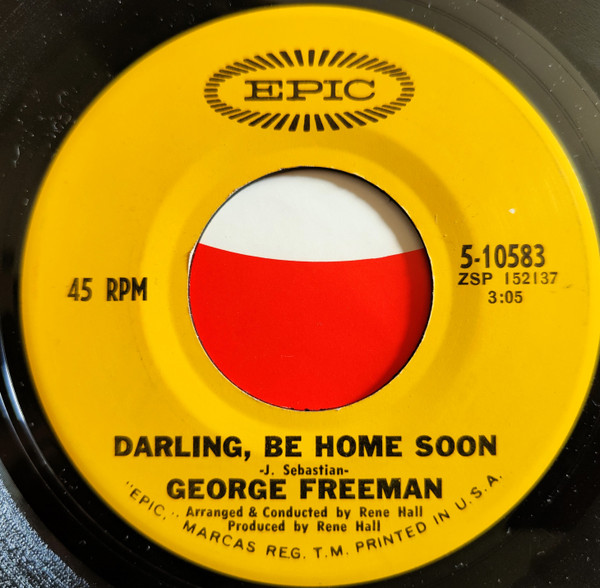 EPIC
45 RPM
5-10583
ZSP 152137
3:05
DARLING, BE HOME SOON
-J. Sebastian-
GEORGE FREEMAN
Arranged & Conducted by Rene Hall
Produced by Rene Hall
"EPIC," MARCAS REG. T.M. PRINTED IN U.S.A.